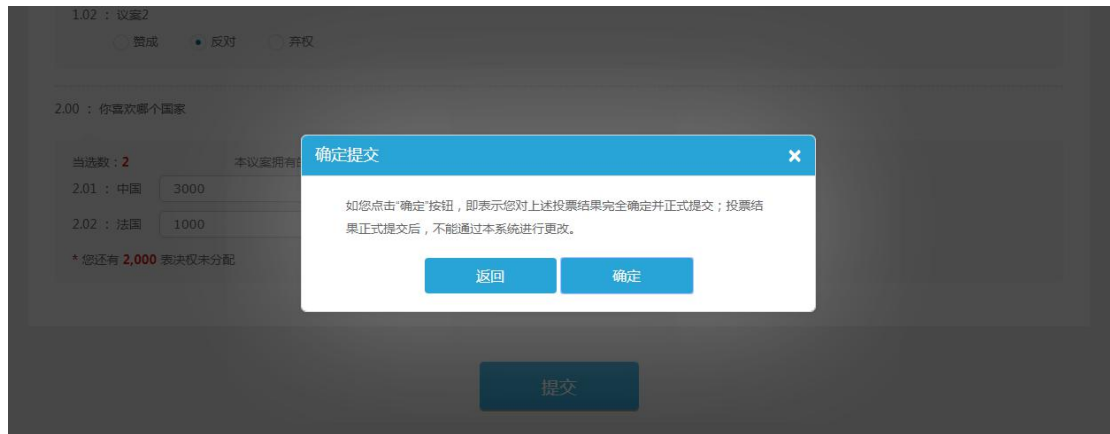 1.02 ： 议案2
赞成 反对 弃权
2.00 ： 你喜欢哪个国家
当选数：2 本议案拥有
2.01 ： 中国 3000
2.02 ： 法国 1000
* 您还有 2,000 表决权未分配
确定提交
如您点击“确定”按钮，即表示您对上述投票结果完全确定并正式提交；投票结
果正式提交后，不能通过本系统进行更改。
返回 确定
提交